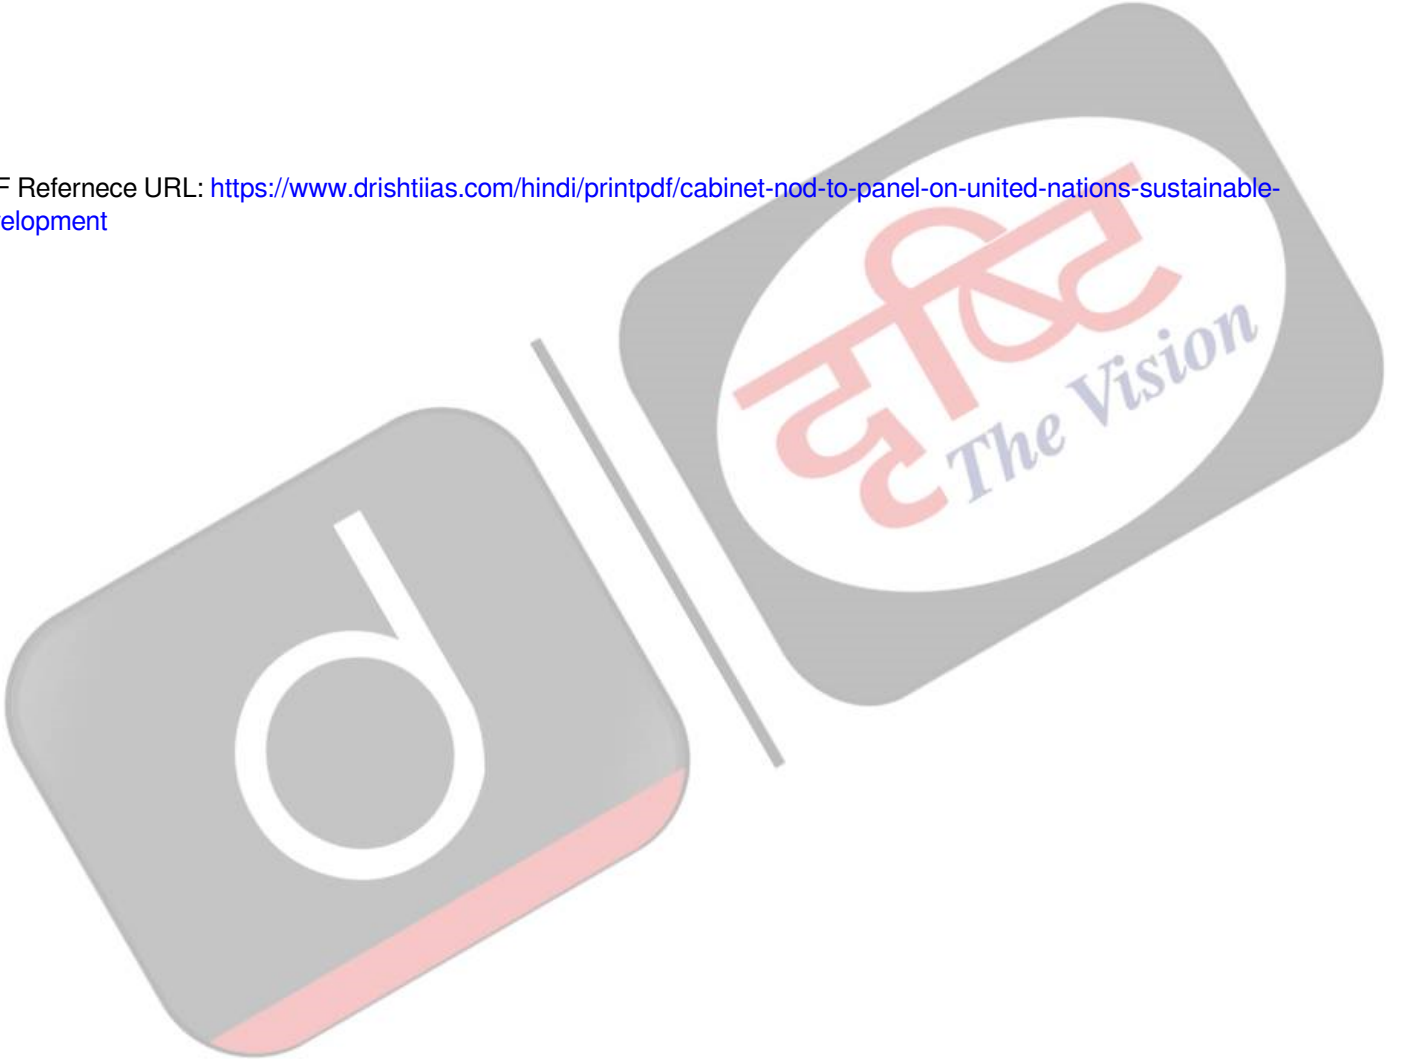 F Refernece URL: https://www.drishtiias.com/hindi/printpdf/cabinet-nod-to-panel-on-united-nations-sustainable-
elopment
दृष्टि
The Vision
d